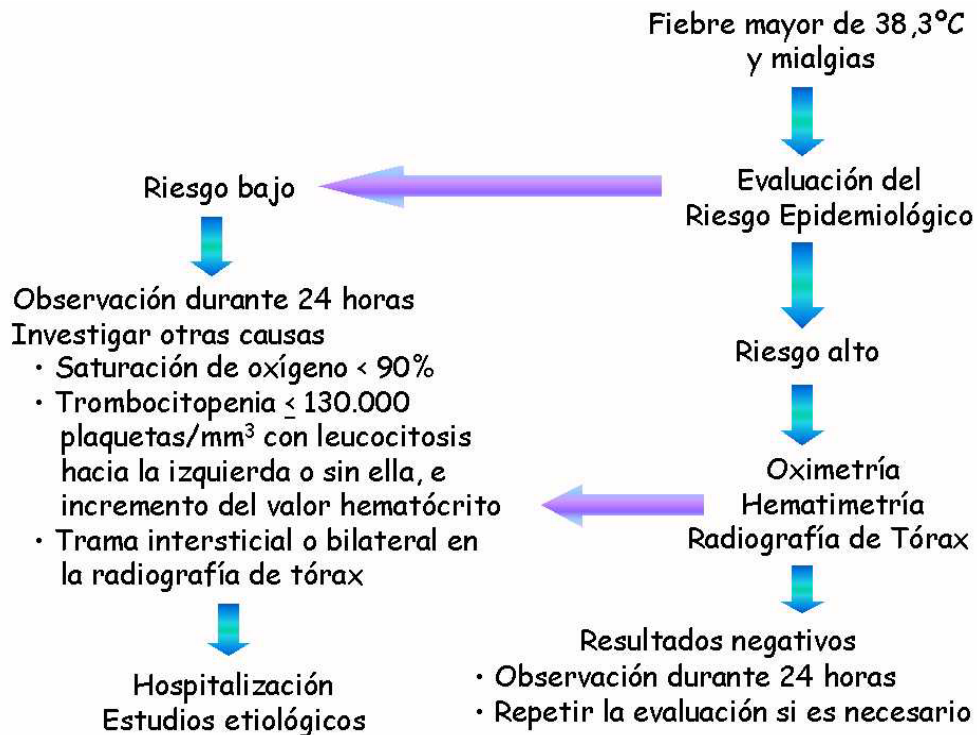 Fiebre mayor de 38,3ºC
y mialgias
Evaluación del
Riesgo Epidemiológico
Riesgo bajo
Observación durante 24 horas
Investigar otras causas
• Saturación de oxígeno < 90%
• Trombocitopenia ≤ 130.000
plaquetas/mm³ con leucocitosis
hacia la izquierda o sin ella, e
incremento del valor hematócrito
• Trama intersticial o bilateral en
la radiografía de tórax
Hospitalización
Estudios etiológicos
Riesgo alto
Oximetría
Hematimetría
Radiografía de Tórax
Resultados negativos
• Observación durante 24 horas
• Repetir la evaluación si es necesario